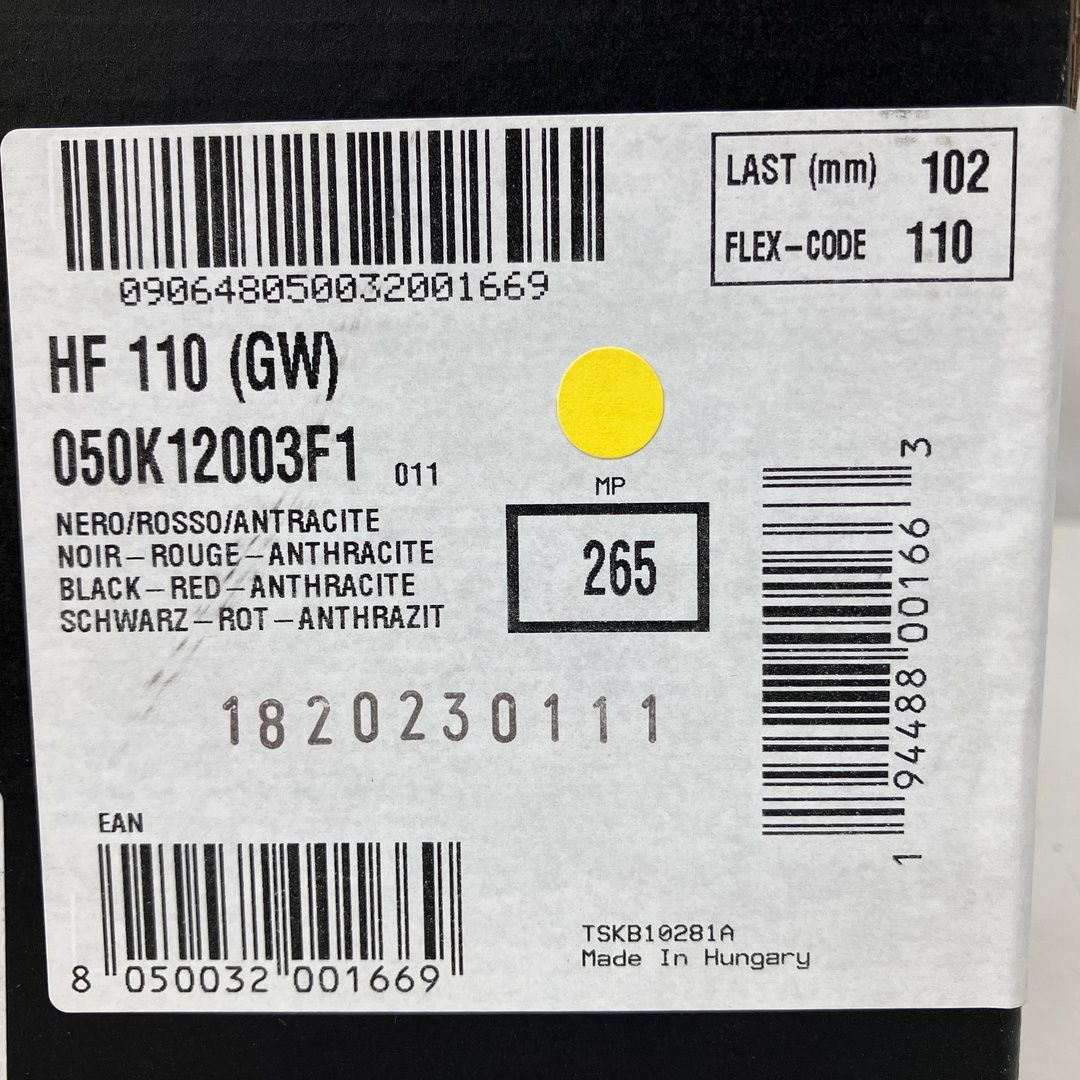 LAST (mm) 102
FLEX-CODE 110
0906480500032001669
HF 110 (GW)
050K12003F1 011
NERO/ROSSO/ANTRACITE
NOIR-ROUGE-ANTHRACITE
BLACK-RED-ANTHRACITE
SCHWARZ-ROT-ANTHRAZIT
MP
265
1 94488 00166 3
1820230111
EAN
8 050032 001669
TSKB10281A
Made In Hungary